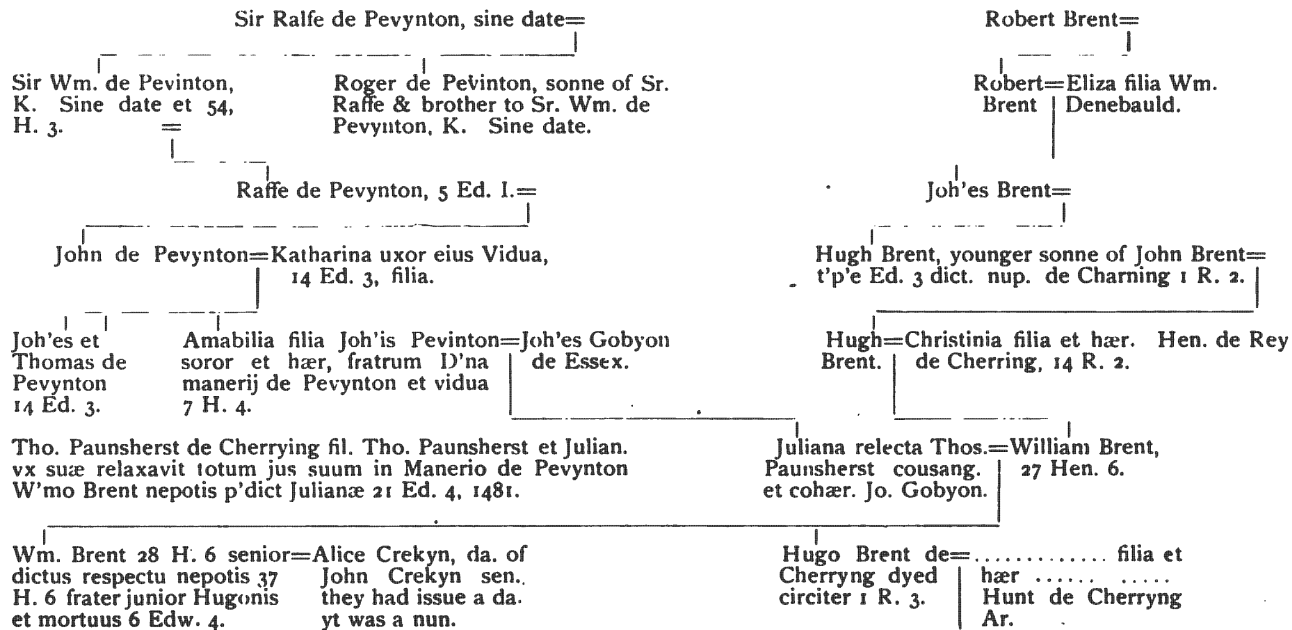 Sir Ralfe de Pevynton, sine date=
Robert Brent=
Sir Wm. de Pevinton,
K. Sine date et 54,
H. 3. =
Roger de Pevinton, sonne of Sr.
Raffe & brother to Sr. Wm. de
Pevynton, K. Sine date.
Robert=Eliza filia Wm.
Brent Denebauld.
Raffe de Pevynton, 5 Ed. I.=
Joh'es Brent=
John de Pevynton=Katharina uxor eius Vidua,
14 Ed. 3, filia.
Hugh Brent, younger sonne of John Brent=
t'p'e Ed. 3 dict. nup. de Charning 1 R. 2.
Joh'es et
Thomas de
Pevynton
14 Ed. 3.
Amabilia filia Joh'is Pevinton=Joh'es Gobyon
soror et hær, fratrum D'na de Essex.
manerij de Pevynton et vidua
7 H. 4.
Hugh=Christinia filia et hær. Hen. de Rey
Brent. de Cherring, 14 R. 2.
Tho. Paunsherst de Cherrying fil. Tho. Paunsherst et Julian.
vx suæ relaxavit totum jus suum in Manerio de Pevynton
W'mo Brent nepotis p'dict Julianæ 21 Ed. 4, 1481.
Juliana relecta Thos.=William Brent,
Paunsherst cousang. 27 Hen. 6.
et cohær. Jo. Gobyon.
Wm. Brent 28 H. 6 senior=Alice Crekyn, da. of
dictus respectu nepotis 37 John Crekyn sen.
H. 6 frater junior Hugonis they had issue a da.
et mortuus 6 Edw. 4. yt was a nun.
Hugo Brent de= .............. filia et
Cherryng dyed hær ...... .....
circiter 1 R. 3. Hunt de Cherryng
Ar.